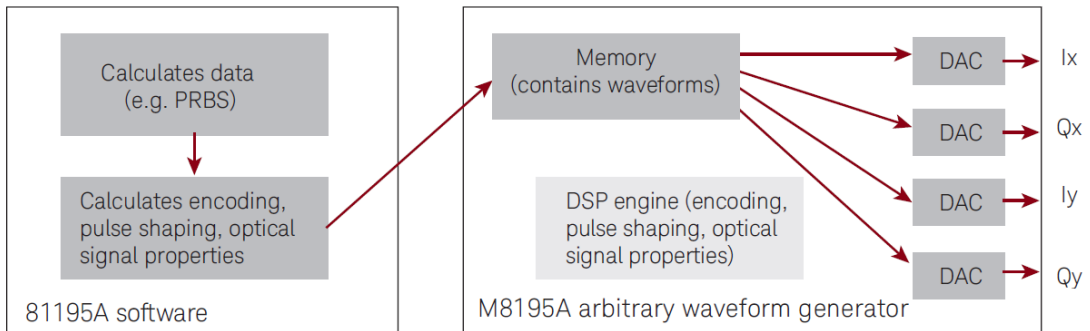 Calculates data
(e.g. PRBS)
Calculates encoding,
pulse shaping, optical
signal properties
81195A software
Memory
(contains waveforms)
DSP engine (encoding,
pulse shaping, optical
signal properties)
M8195A arbitrary waveform generator
DAC
Ix
DAC
Qx
DAC
Iy
DAC
Qy